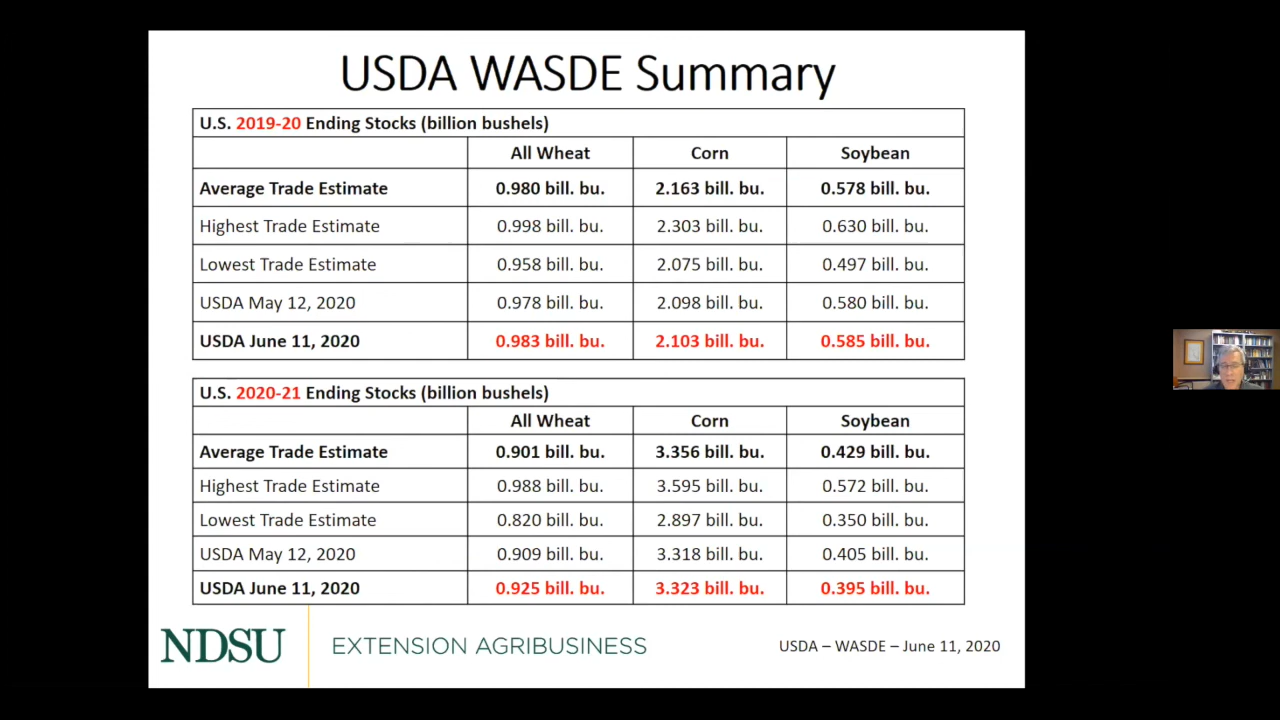 USDA WASDE Summary
U.S. 2019-20 Ending Stocks (billion bushels)
All Wheat Corn Soybean
Average Trade Estimate 0.980 bill. bu. 2.163 bill. bu. 0.578 bill. bu.
Highest Trade Estimate 0.998 bill. bu. 2.303 bill. bu. 0.630 bill. bu.
Lowest Trade Estimate 0.958 bill. bu. 2.075 bill. bu. 0.497 bill. bu.
USDA May 12, 2020 0.978 bill. bu. 2.098 bill. bu. 0.580 bill. bu.
USDA June 11, 2020 0.983 bill. bu. 2.103 bill. bu. 0.585 bill. bu.
U.S. 2020-21 Ending Stocks (billion bushels)
All Wheat Corn Soybean
Average Trade Estimate 0.901 bill. bu. 3.356 bill. bu. 0.429 bill. bu.
Highest Trade Estimate 0.988 bill. bu. 3.595 bill. bu. 0.572 bill. bu.
Lowest Trade Estimate 0.820 bill. bu. 2.897 bill. bu. 0.350 bill. bu.
USDA May 12, 2020 0.909 bill. bu. 3.318 bill. bu. 0.405 bill. bu.
USDA June 11, 2020 0.925 bill. bu. 3.323 bill. bu. 0.395 bill. bu.
NDSU EXTENSION AGRIBUSINESS USDA – WASDE – June 11, 2020